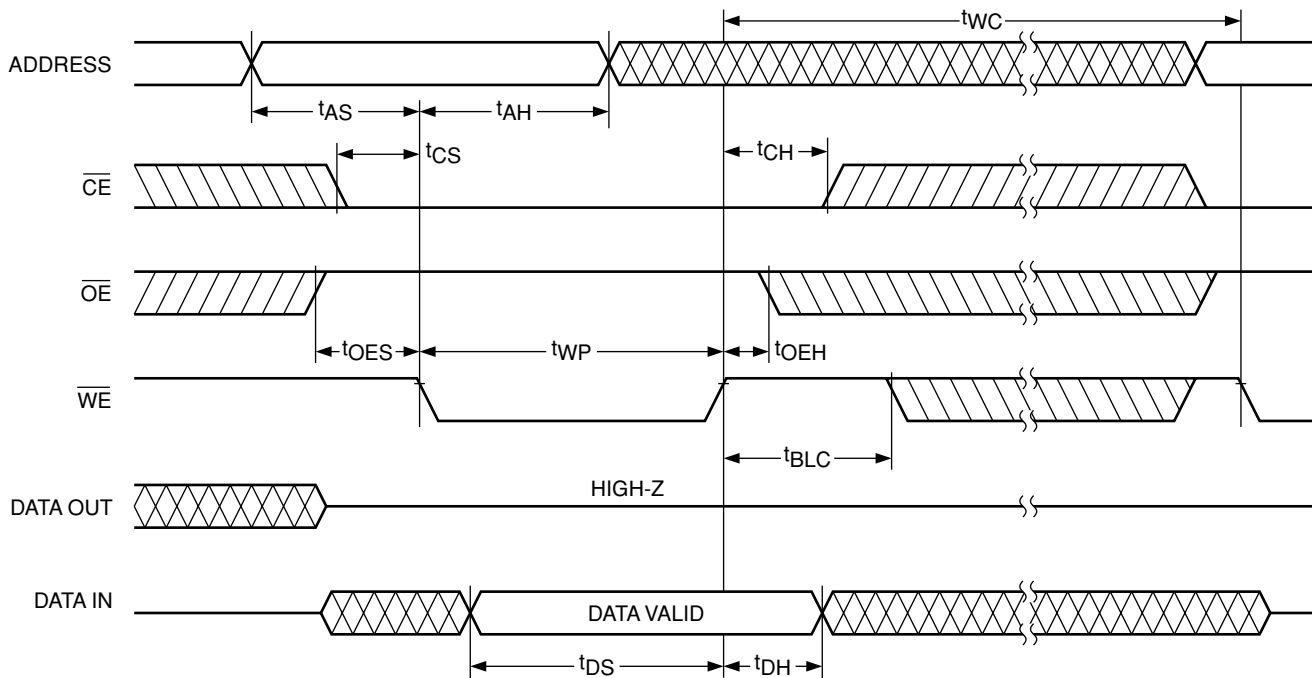 tWC
ADDRESS
tAS
tAH
tCS
tCH
CE
OE
tOES
tWP
tOEH
WE
tBLC
HIGH-Z
DATA OUT
DATA IN
DATA VALID
tDS
tDH